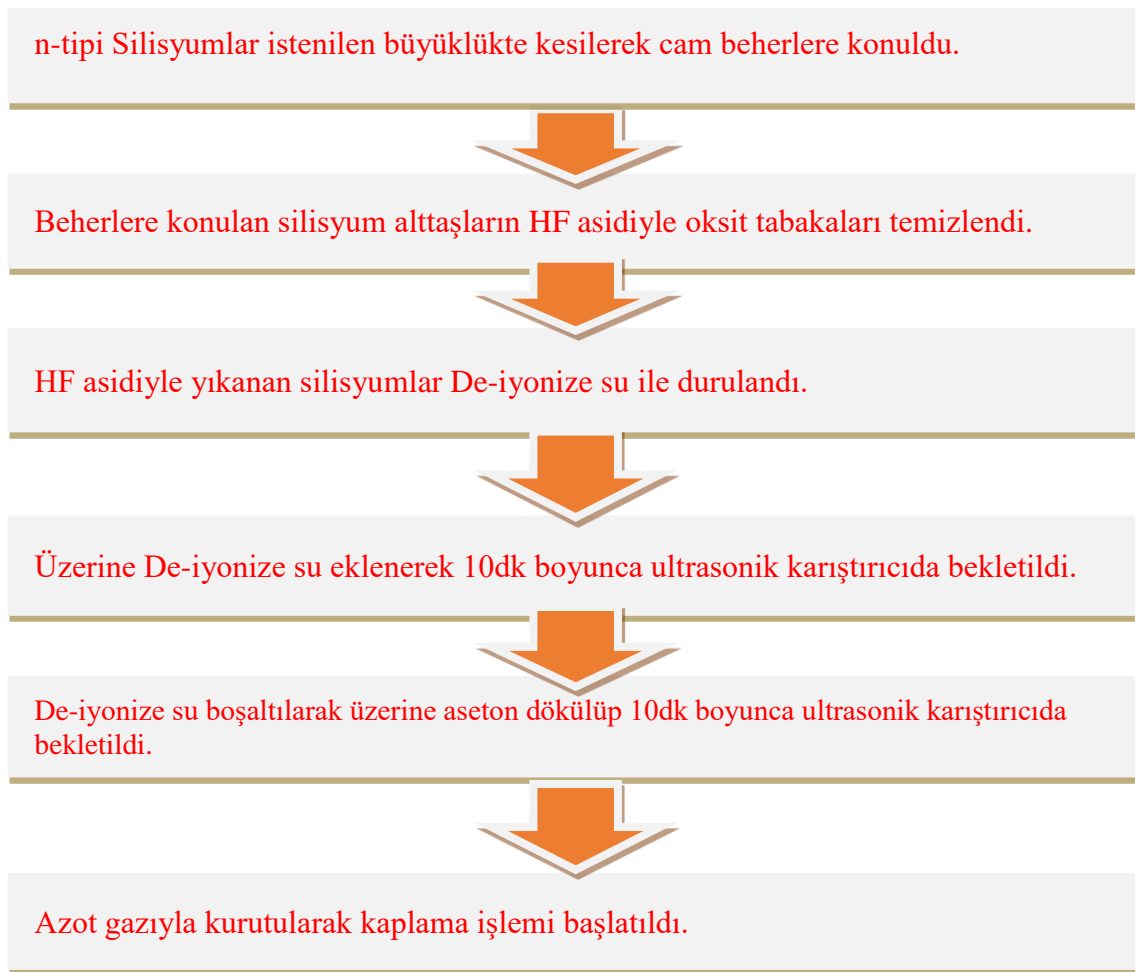 n-tipi Silisyumlar istenilen büyüklükte kesilerek cam beherlere konuldu.
Beherlere konulan silisyum alttaşların HF asidiyle oksit tabakaları temizlendi.
HF asidiyle yıkanan silisyumlar De-iyonize su ile durulandı.
Üzerine De-iyonize su eklenerek 10dk boyunca ultrasonik karıştırıcıda bekletildi.
De-iyonize su boşaltılarak üzerine aseton dökülüp 10dk boyunca ultrasonik karıştırıcıda
bekletildi.
Azot gazıyla kurutularak kaplama işlemi başlatıldı.